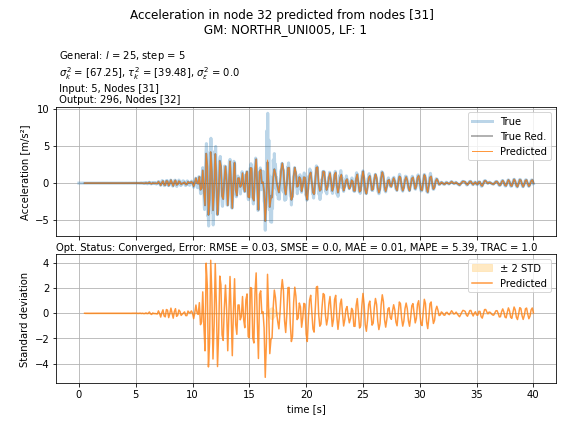 Acceleration in node 32 predicted from nodes [31]
GM: NORTHR_UNI005, LF: 1
General: l = 25, step = 5
σ²ₖ = [67.25], τ²ₖ = [39.48], σ²ε = 0.0
Input: 5, Nodes [31]
Output: 296, Nodes [32]
10
5
0
−5
Acceleration [m/s²]
True
True Red.
Predicted
Opt. Status: Converged, Error: RMSE = 0.03, SMSE = 0.0, MAE = 0.01, MAPE = 5.39, TRAC = 1.0
4
2
0
−2
−4
Standard deviation
± 2 STD
Predicted
0 5 10 15 20 25 30 35 40
time [s]